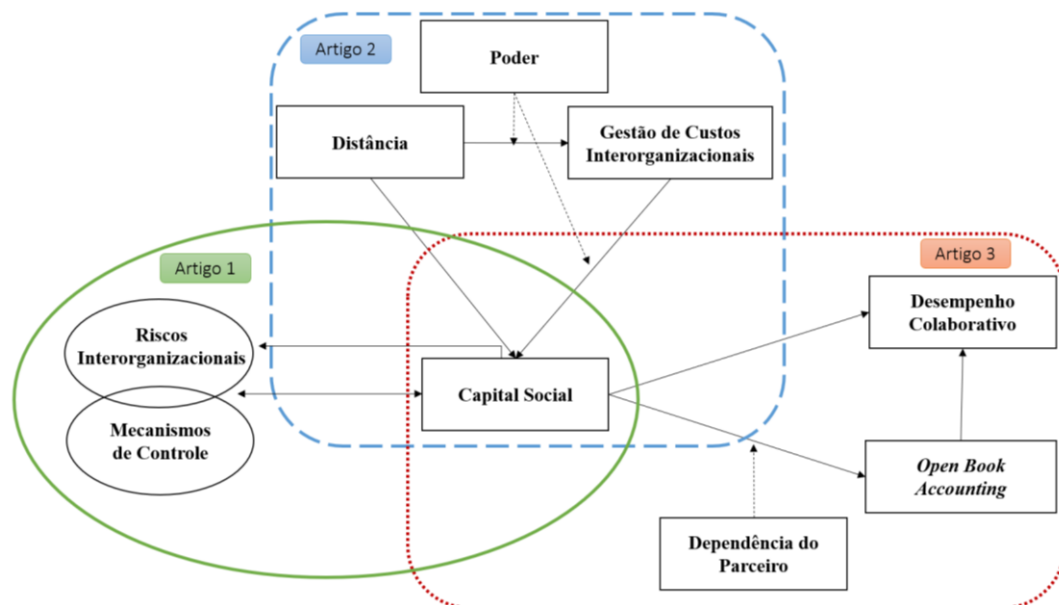 Artigo 2
Poder
Distância
Gestão de Custos
Interorganizacionais
Artigo 1
Artigo 3
Riscos
Interorganizacionais
Desempenho
Colaborativo
Capital Social
Mecanismos
de Controle
Open Book
Accounting
Dependência do
Parceiro